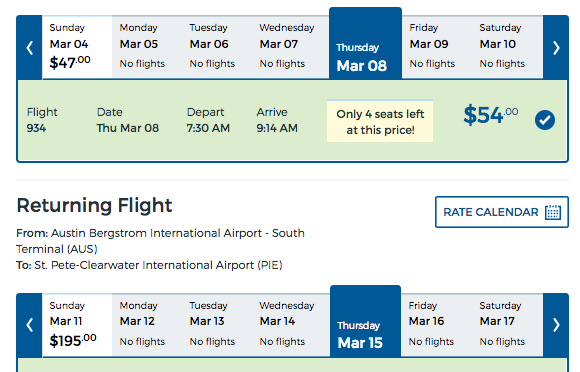 Sunday Monday Tuesday Wednesday Thursday Friday Saturday
Mar 04 Mar 05 Mar 06 Mar 07 Mar 08 Mar 09 Mar 10
$47.00 No flights No flights No flights No flights No flights
Flight Date Depart Arrive
934 Thu Mar 08 7:30 AM 9:14 AM
Only 4 seats left
at this price!
$54.00
Returning Flight
RATE CALENDAR
From: Austin Bergstrom International Airport - South
Terminal (AUS)
To: St. Pete-Clearwater International Airport (PIE)
Sunday Monday Tuesday Wednesday Thursday Friday Saturday
Mar 11 Mar 12 Mar 13 Mar 14 Mar 15 Mar 16 Mar 17
$195.00 No flights No flights No flights No flights No flights